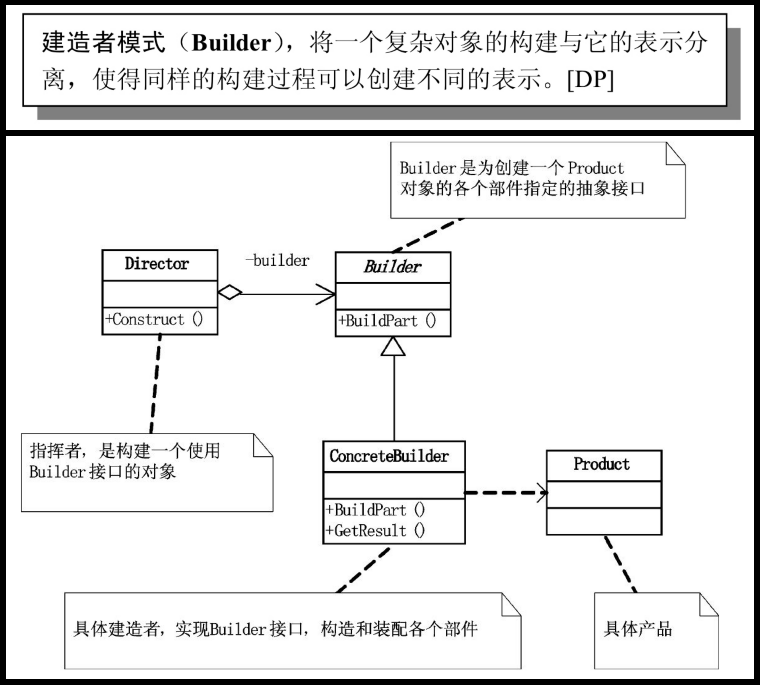 建造者模式（Builder），将一个复杂对象的构建与它的表示分
离，使得同样的构建过程可以创建不同的表示。[DP]
Builder是为创建一个Product
对象的各个部件指定的抽象接口
Director
-builder
Builder
+Construct()
+BuildPart()
指挥者，是构建一个使用
Builder接口的对象
ConcreteBuilder
Product
+BuildPart()
+GetResult()
具体建造者，实现Builder接口，构造和装配各个部件
具体产品